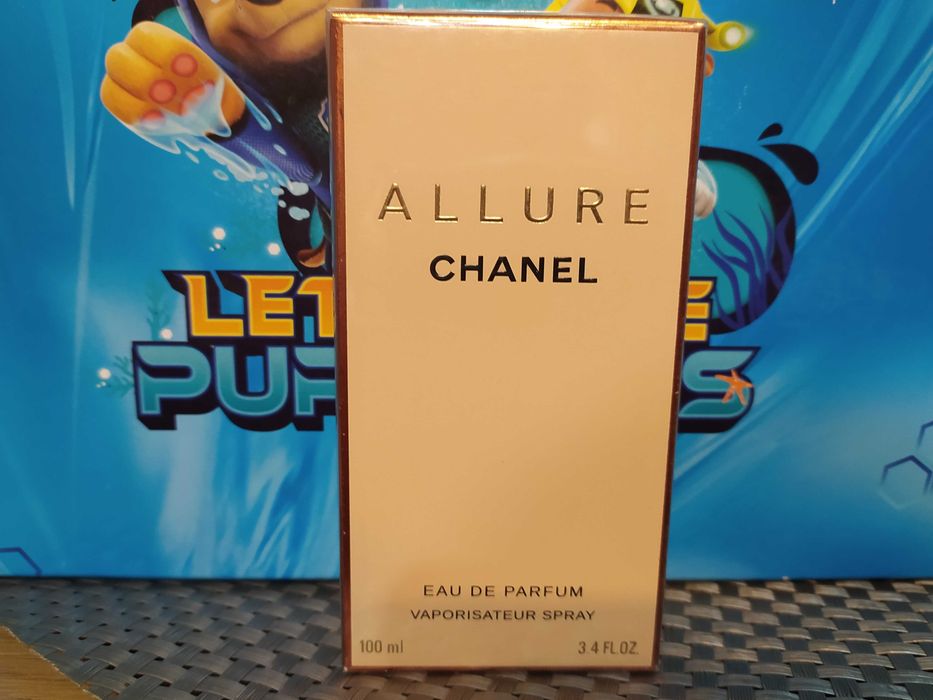 ALLURE
CHANEL
EAU DE PARFUM
VAPORISATEUR SPRAY
100 ml 3.4 FL.OZ.